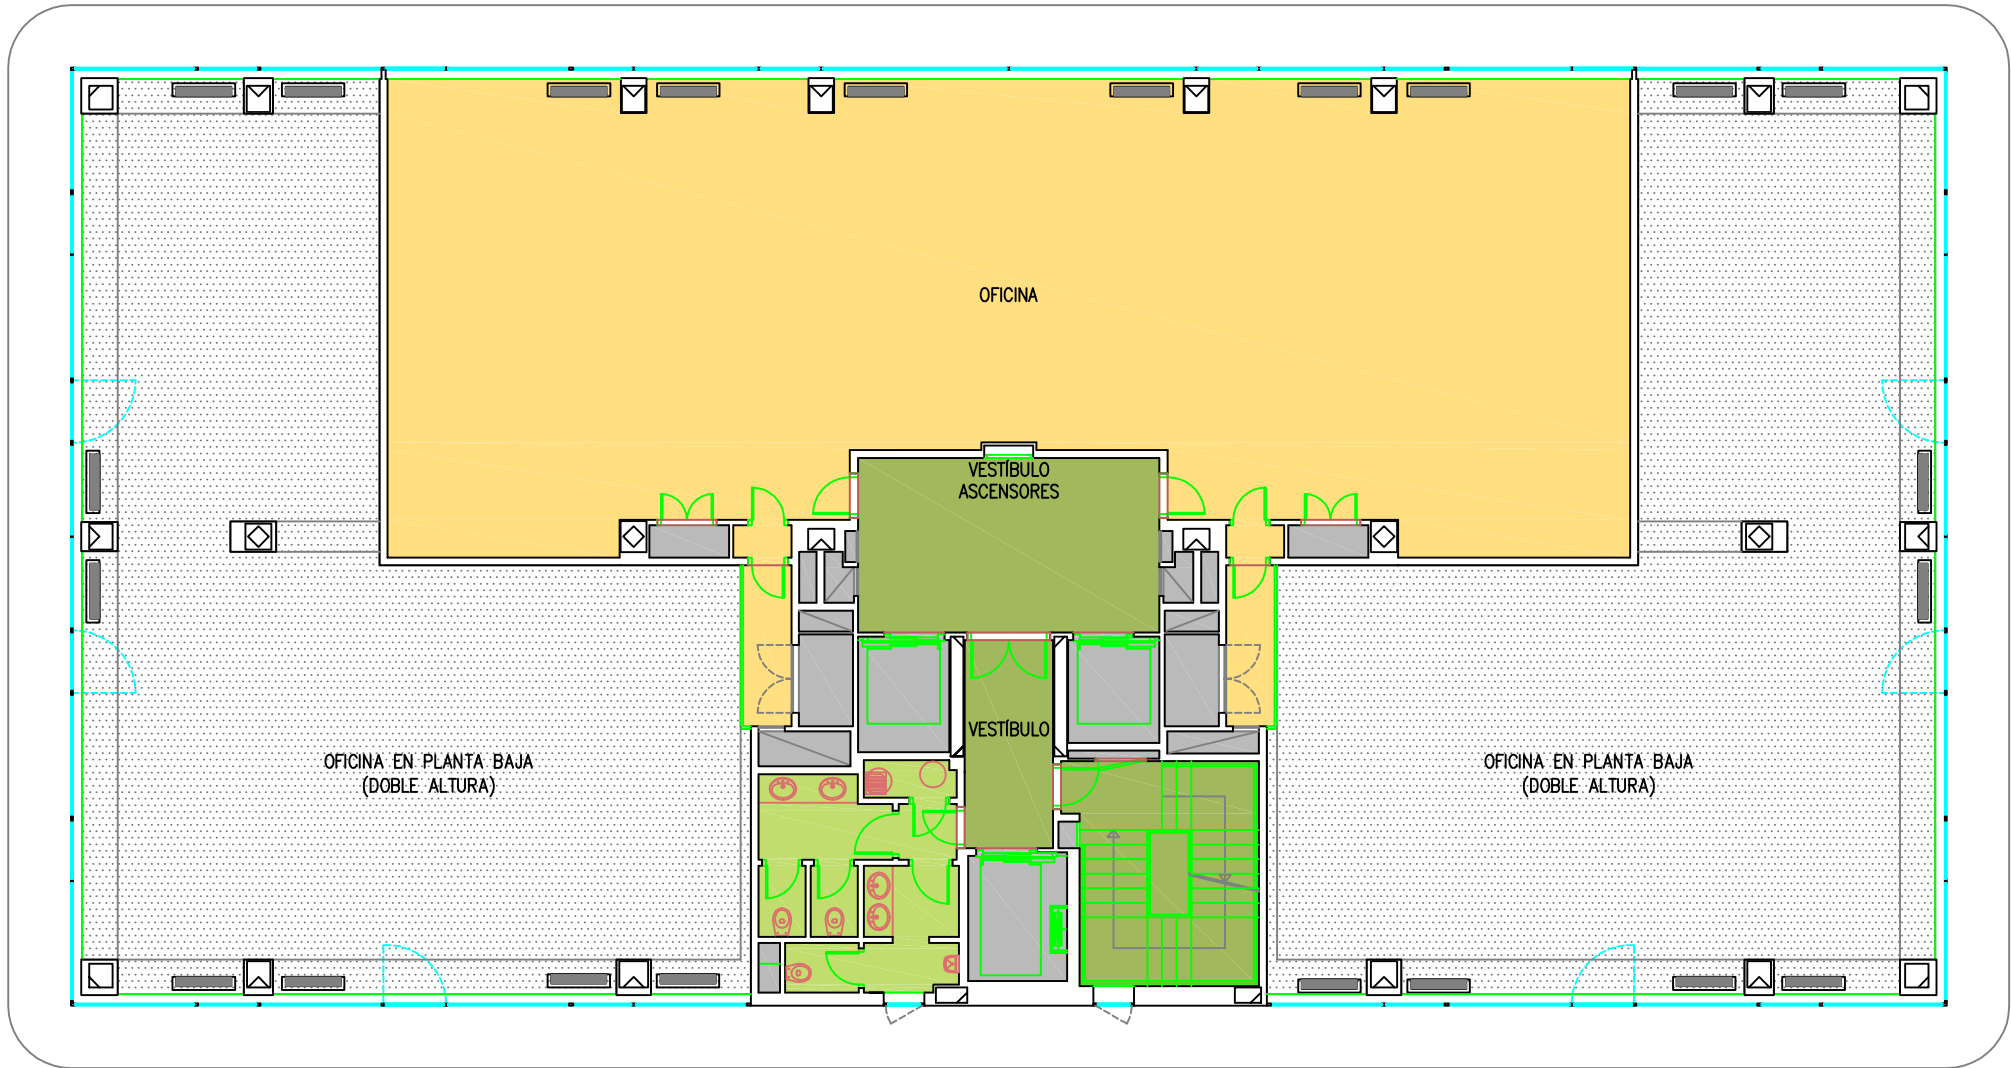 OFICINA
VESTÍBULO
ASCENSORES
VESTÍBULO
OFICINA EN PLANTA BAJA
(DOBLE ALTURA)
OFICINA EN PLANTA BAJA
(DOBLE ALTURA)